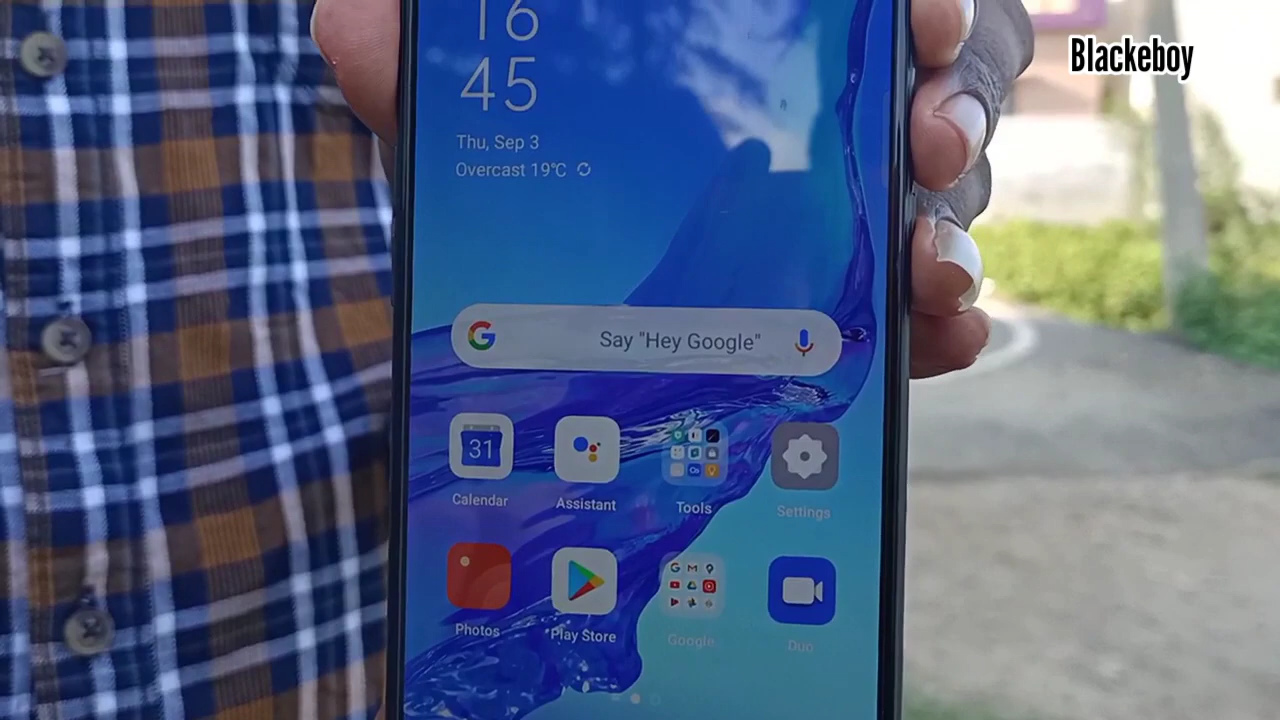 Blackeboy
16
45
Thu, Sep 3
Overcast 19°C
G
Say "Hey Google"
31
Calendar
Assistant
Tools
Settings
Photos
Play Store
Google
Duo